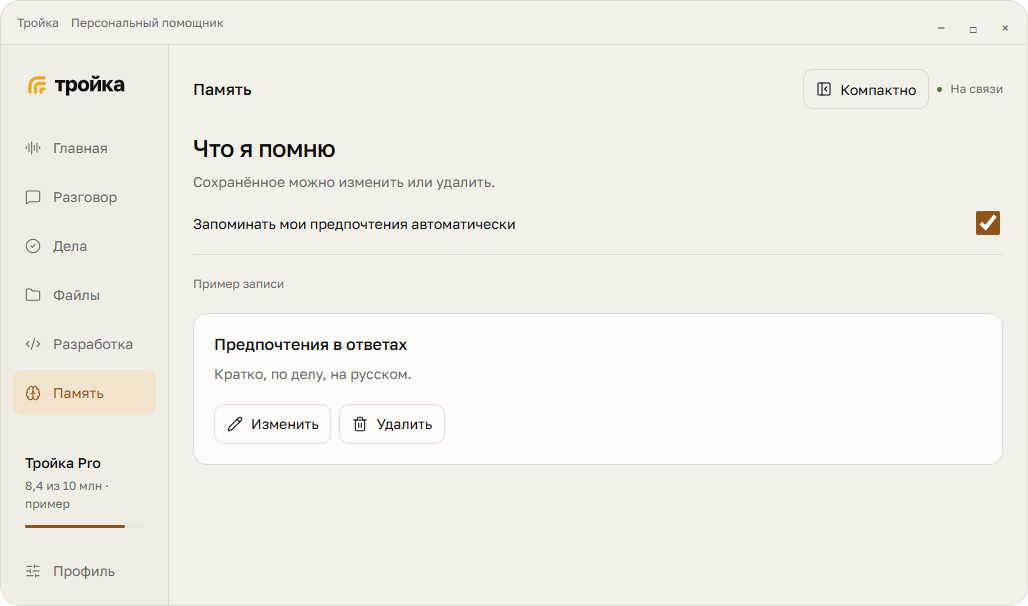 Тройка Персональный помощник
тройка
Главная
Разговор
Дела
Файлы
Разработка
Память
Тройка Pro
8,4 из 10 млн ·
пример
Профиль
Память
Компактно
На связи
Что я помню
Сохранённое можно изменить или удалить.
Запоминать мои предпочтения автоматически
Пример записи
Предпочтения в ответах
Кратко, по делу, на русском.
Изменить
Удалить